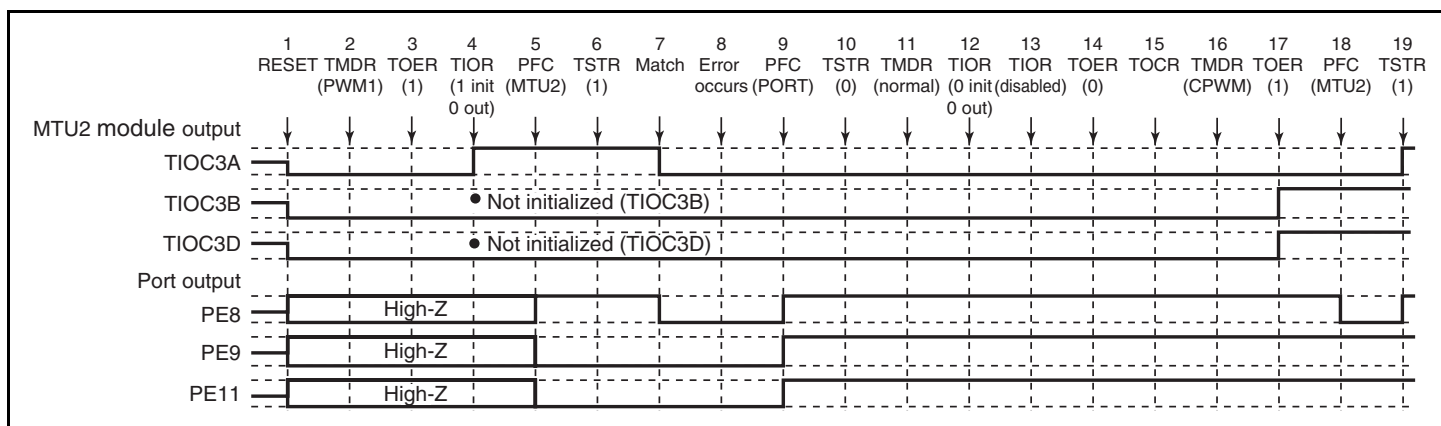 1 2 3 4 5 6 7 8 9 10 11 12 13 14 15 16 17 18 19
RESET TMDR TOER TIOR PFC TSTR Match Error PFC TSTR TMDR TIOR TIOR TOER TOCR TMDR TOER PFC TSTR
(PWM1) (1) (1 init (MTU2) (1) occurs (PORT) (0) (normal) (0 init (disabled) (0) (CPWM) (1) (MTU2) (1)
0 out) 0 out)
MTU2 module output
TIOC3A
TIOC3B • Not initialized (TIOC3B)
TIOC3D • Not initialized (TIOC3D)
Port output
PE8 High-Z
PE9 High-Z
PE11 High-Z